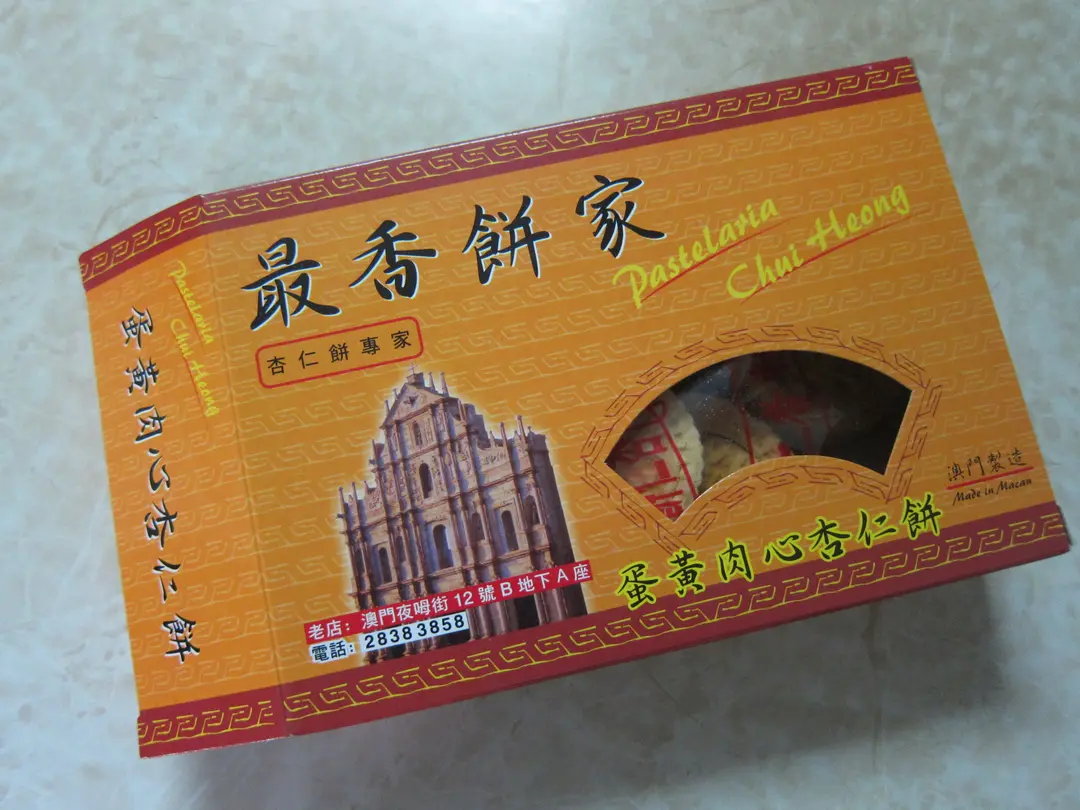 最香餅家
Pastelaria
Chui Heong
杏仁餅專家
澳門製造
Made in Macau
蛋黃肉心杏仁餅
老店：澳門夜呣街12號B地下A座
電話：28383858
Pastelaria
Chui Heong
蛋黃肉心杏仁餅